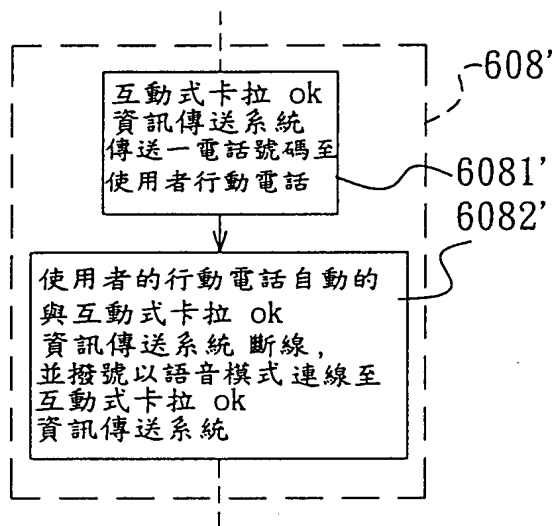 608'
互動式卡拉 ok
資訊傳送系統
傳送一電話號碼至
使用者行動電話
6081'
6082'
使用者的行動電話自動的
與互動式卡拉 ok
資訊傳送系統 斷線,
並撥號以語音模式連線至
互動式卡拉 ok
資訊傳送系統